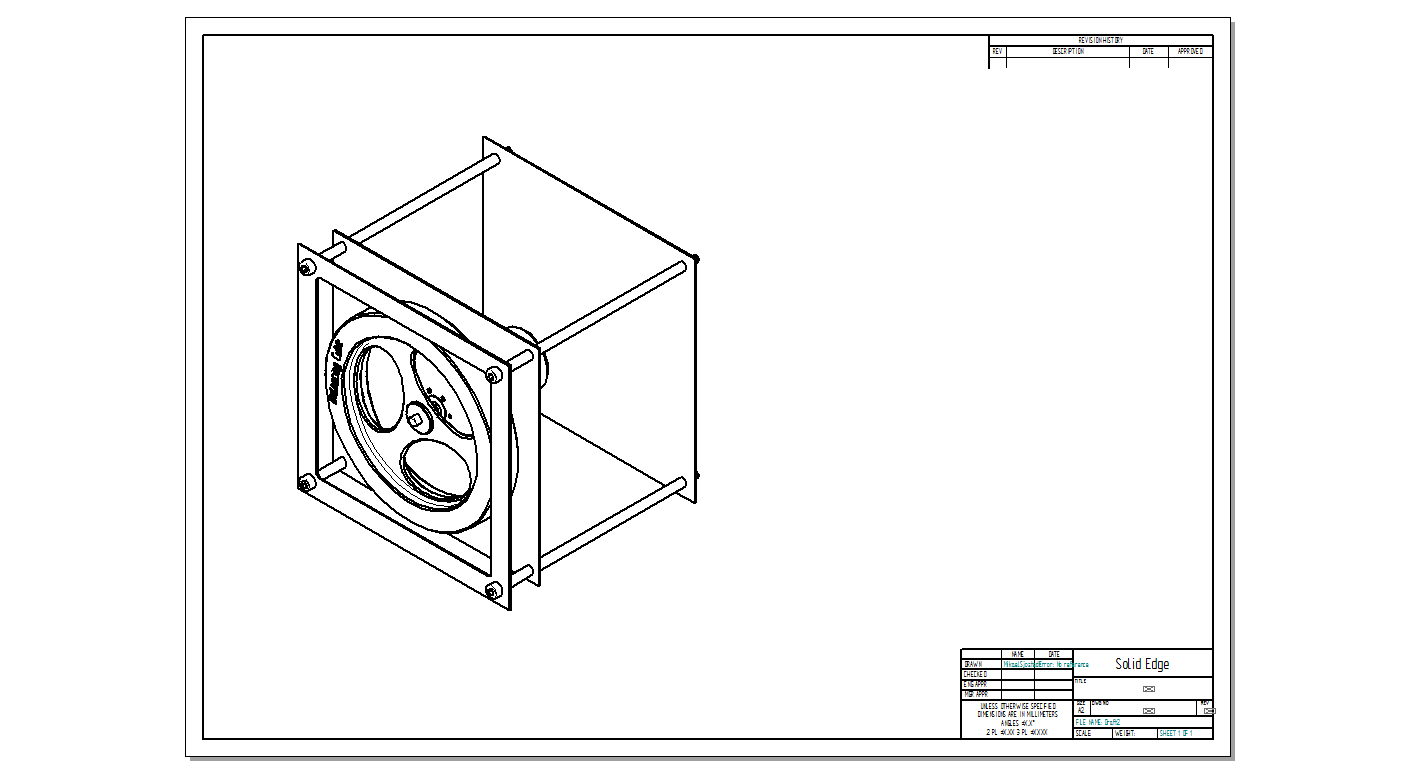 REVISION HISTORY
REV DESCRIPTION DATE APPROVED
Balancing Cube
NAME DATE
DRAWN Error: No reference
Solid Edge
CHECKED
ENG APPR
MGR APPR
TITLE
UNLESS OTHERWISE SPECIFIED
DIMENSIONS ARE IN MILLIMETERS
ANGLES ±X.X°
2 PL ±X.XX 3 PL ±X.XXX
SIZE DWG NO REV
A2
FILE NAME: Draft2
SCALE: WEIGHT: SHEET 1 OF 1